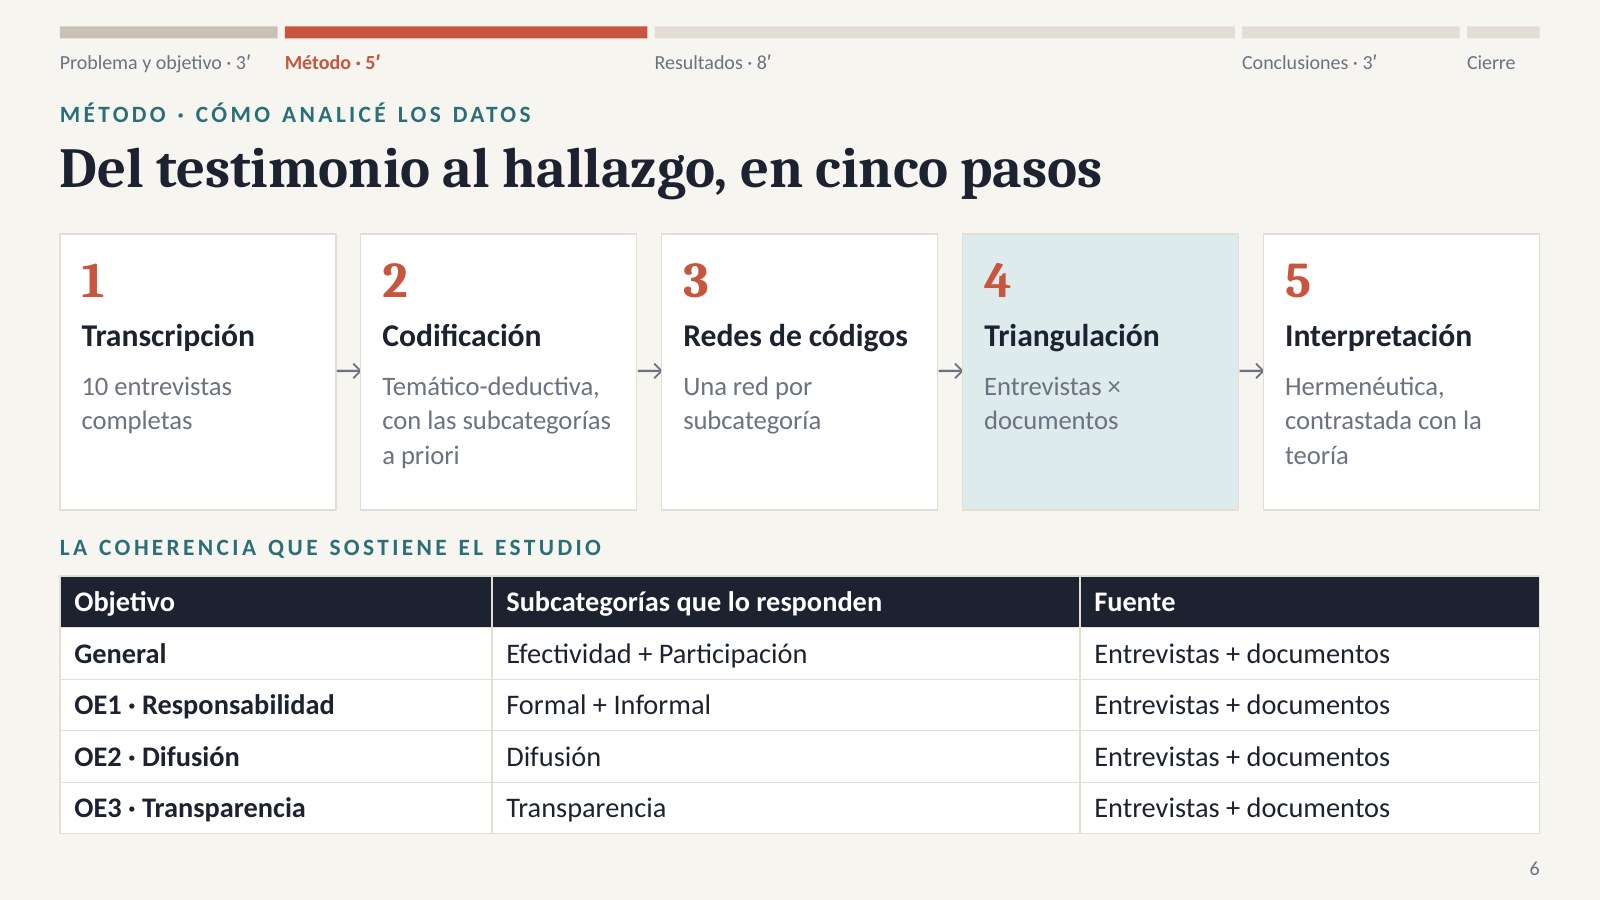 Problema y objetivo · 3′
Método · 5′
Resultados · 8′
Conclusiones · 3′
Cierre
MÉTODO · CÓMO ANALICÉ LOS DATOS
Del testimonio al hallazgo, en cinco pasos
1
Transcripción
10 entrevistas
completas
→
2
Codificación
Temático-deductiva,
con las subcategorías
a priori
→
3
Redes de códigos
Una red por
subcategoría
→
4
Triangulación
Entrevistas ×
documentos
→
5
Interpretación
Hermenéutica,
contrastada con la
teoría
LA COHERENCIA QUE SOSTIENE EL ESTUDIO
Objetivo Subcategorías que lo responden Fuente
General Efectividad + Participación Entrevistas + documentos
OE1 · Responsabilidad Formal + Informal Entrevistas + documentos
OE2 · Difusión Difusión Entrevistas + documentos
OE3 · Transparencia Transparencia Entrevistas + documentos
6